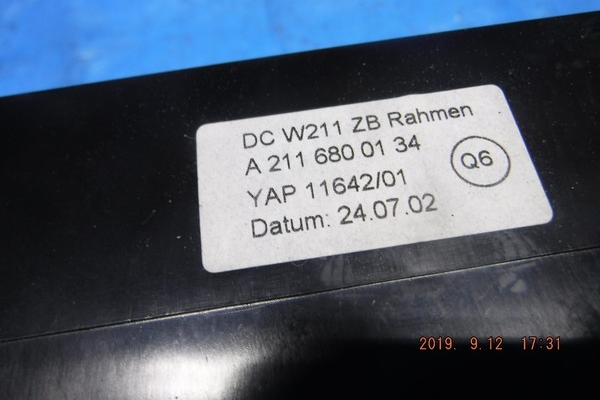 DC W211 ZB Rahmen
A 211 680 01 34
Q6
YAP 11642/01
Datum: 24.07.02
2019. 9.12 17:31